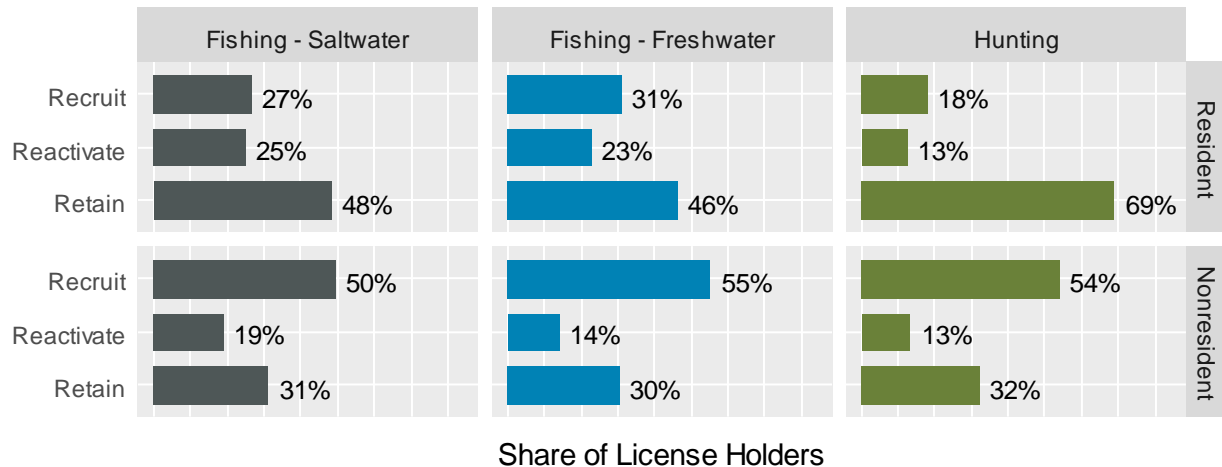 Fishing - Saltwater Fishing - Freshwater Hunting
Recruit 27% 31% 18%
Reactivate 25% 23% 13%
Retain 48% 46% 69%
Resident
Recruit 50% 55% 54%
Reactivate 19% 14% 13%
Retain 31% 30% 32%
Nonresident
Share of License Holders